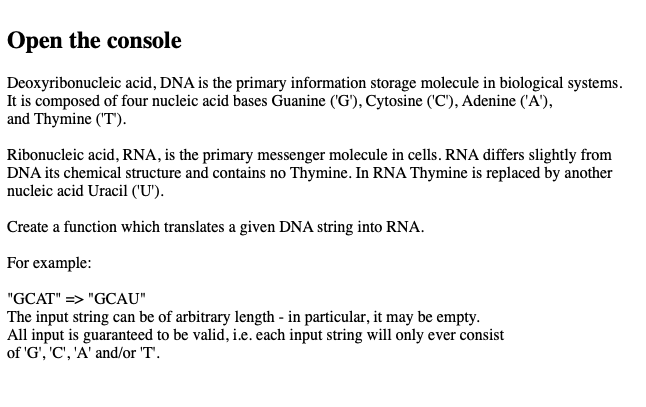 Open the console
Deoxyribonucleic acid, DNA is the primary information storage molecule in biological systems.
It is composed of four nucleic acid bases Guanine ('G'), Cytosine ('C'), Adenine ('A'),
and Thymine ('T').
Ribonucleic acid, RNA, is the primary messenger molecule in cells. RNA differs slightly from
DNA its chemical structure and contains no Thymine. In RNA Thymine is replaced by another
nucleic acid Uracil ('U').
Create a function which translates a given DNA string into RNA.
For example:
"GCAT" => "GCAU"
The input string can be of arbitrary length - in particular, it may be empty.
All input is guaranteed to be valid, i.e. each input string will only ever consist
of 'G', 'C', 'A' and/or 'T'.